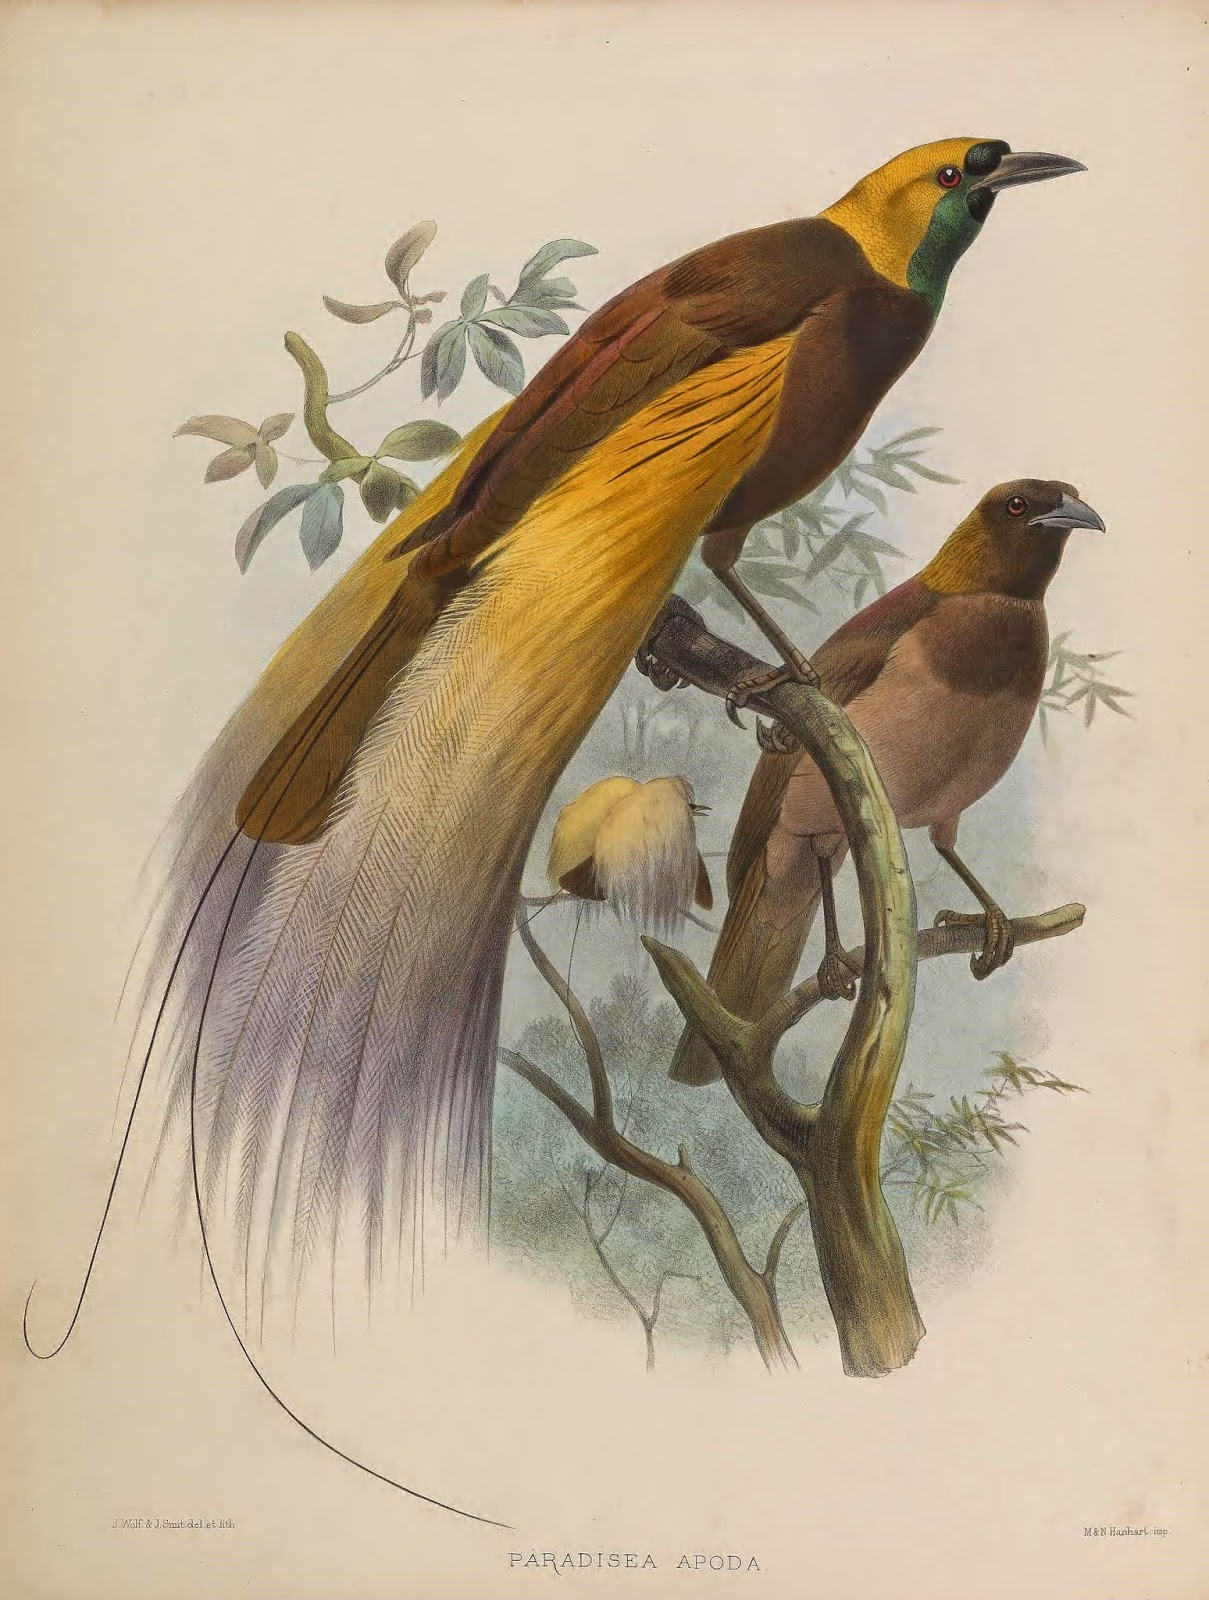 J. Wolf & J. Smit del. et lith.
M & N Hanhart imp.
PARADISEA APODA.